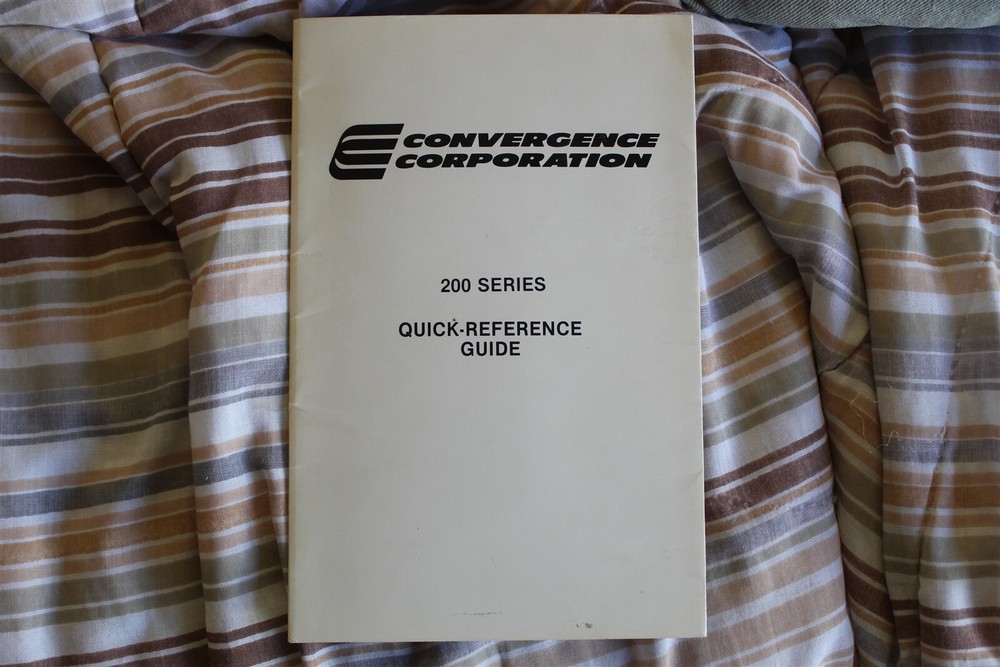 CONVERGENCE
CORPORATION
200 SERIES
QUICK-REFERENCE
GUIDE